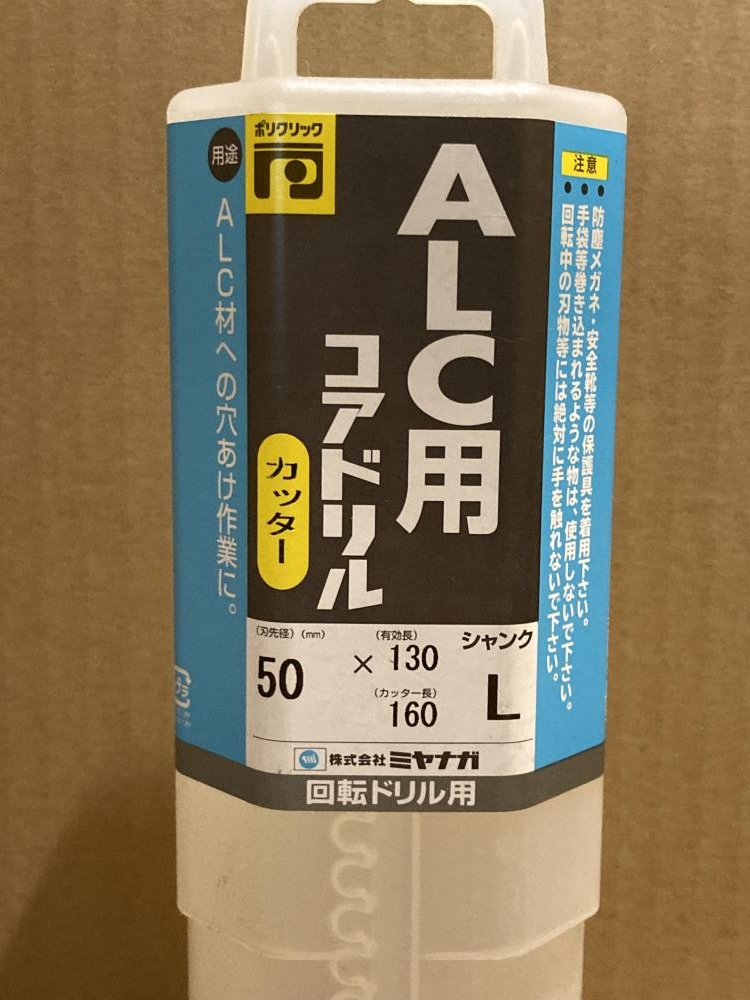 ポリクリック
用途
ALC材への穴あけ作業に。
ALC用
コアドリル
カッター
注意
防塵メガネ・安全靴等の保護具を着用下さい。
手袋等巻き込まれるような物は、使用しないで下さい。
回転中の刃物等には絶対に手を触れないで下さい。
(刃先径)(mm)
50
×
(有効長)
130
(カッター長)
160
シャンク
L
プラ
株式会社ミヤナガ
回転ドリル用